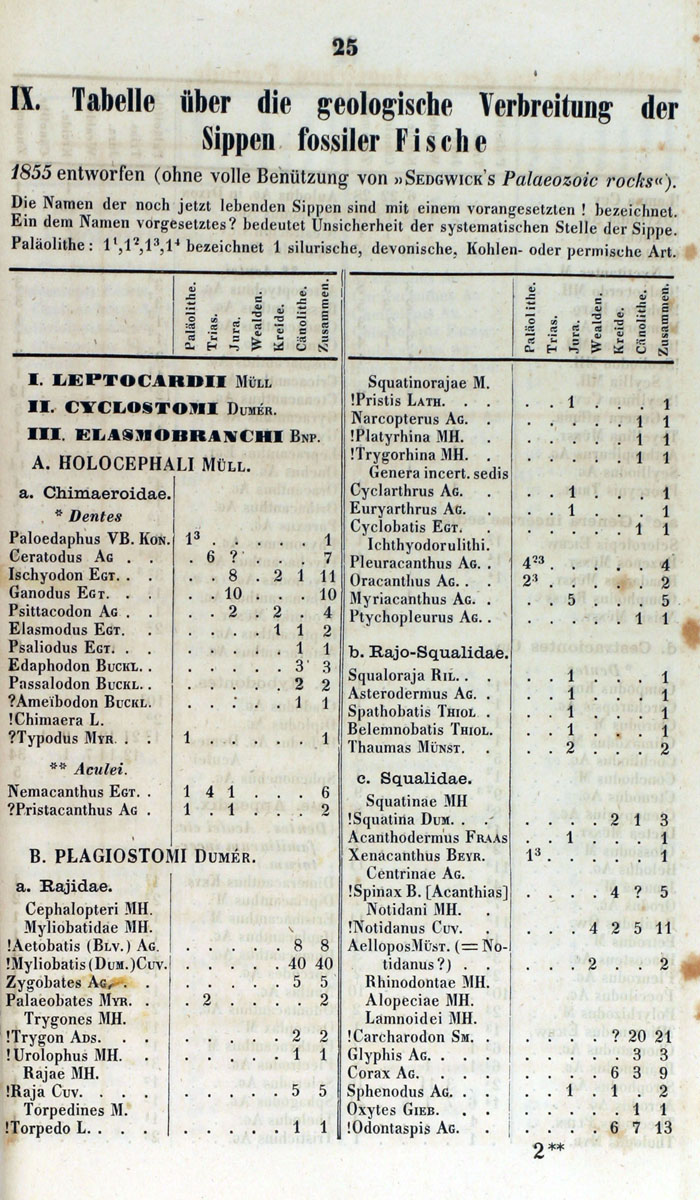 25
IX. Tabelle über die geologische Verbreitung der
Sippen fossiler Fische
1855 entworfen (ohne volle Benützung von »SEDGWICK's Palaeozoic rocks«).
Die Namen der noch jetzt lebenden Sippen sind mit einem vorangesetzten ! bezeichnet.
Ein dem Namen vorgesetztes? bedeutet Unsicherheit der systematischen Stelle der Sippe.
Paläolithe: 1¹,1²,1³,1⁴ bezeichnet 1 silurische, devonische, Kohlen- oder permische Art.
Paläolithe. Trias. Jura. Wealden. Kreide. Cänolithe. Zusammen.
I. LEPTOCARDII MÜLL
II. CYCLOSTOMI DUMÉR.
III. ELASMOBRANCHI BNP.
A. HOLOCEPHALI MÜLL.
a. Chimaeroidae.
* Dentes
Paloedaphus VB. KON. 1³ . . . . . 1
Ceratodus AG . . . 6 ? . . . 7
Ischyodon EGT. . . . . 8 . 2 1 11
Ganodus EGT. . . . . 10 . . . 10
Psittacodon AG . . . . 2 . 2 . 4
Elasmodus EGT. . . . . . 1 1 2
Psaliodus EGT. . . . . . . 1 1
Edaphodon BUCKL. . . . . . . 3 3
Passalodon BUCKL. . . . . . . 2 2
?Ameïbodon BUCKL. . . . . . 1 1
!Chimaera L.
?Typodus MYR. . . 1 . . . . . 1
** Aculei.
Nemacanthus EGT. . 1 4 1 . . . 6
?Pristacanthus AG . 1 . 1 . . . 2
B. PLAGIOSTOMI DUMÉR.
a. Rajidae.
Cephalopteri MH.
Myliobatidae MH.
!Aetobatis (BLV.) AG. . . . . . 8 8
!Myliobatis (DUM.) CUV. . . . . . 40 40
Zygobates AG. . . . . . . . 5 5
Palaeobates MYR. . . 2 . . . . 2
Trygones MH.
!Trygon ADS. . . . . . . . 2 2
!Urolophus MH. . . . . . . 1 1
Rajae MH.
!Raja CUV. . . . . . . . . 5 5
Torpedines M.
!Torpedo L. . . . . . . . . 1 1
Paläolithe. Trias. Jura. Wealden. Kreide. Cänolithe. Zusammen.
Squatinorajae M.
!Pristis LATH. . . . . 1 . . . 1
Narcopterus AG. . . . . . . 1 1
!Platyrhina MH. . . . . . . 1 1
!Trygorhina MH. . . . . . . 1 1
Genera incert. sedis
Cyclarthrus AG. . . . 1 . . . 1
Euryarthrus AG. . . . 1 . . . 1
Cyclobatis EGT. . . . . . . 1 1
Ichthyodorulithi.
Pleuracanthus AG. . 4²³ . . . . . 4
Oracanthus AG. . . 2³ . . . . . 2
Myriacanthus AG. . . . 5 . . . 5
Ptychopleurus AG. . . . . . . 1 1
b. Rajo-Squalidae.
Squaloraja RIL. . . . . 1 . . . 1
Asterodermus AG. . . . 1 . . . 1
Spathobatis THIOL . . . 1 . . . 1
Belemnobatis THIOL. . . 1 . . . 1
Thaumas MÜNST. . . . 2 . . . 2
c. Squalidae.
Squatinae MH
!Squatina DUM. . . . . . . 2 1 3
Acanthodermus FRAAS . . 1 . . . 1
Xenacanthus BEYR. 1³ . . . . . 1
Centrinae AG.
!Spinax B. [Acanthias] . . . . 4 ? 5
Notidani MH. .
!Notidanus CUV. . . . . 4 2 5 11
AelloposMÜST. (= No-
tidanus?) . . . . . 2 . . 2
Rhinodontae MH.
Alopeciae MH.
Lamnoidei MH.
!Carcharodon SM. . . . . . ? 20 21
Glyphis AG. . . . . . . . . 3 3
Corax AG. . . . . . . . 6 3 9
Sphenodus AG. . . . . 1 . 1 . 2
Oxytes GIEB. . . . . . . . 1 1
!Odontaspis AG. . . . . . 6 7 13
2**